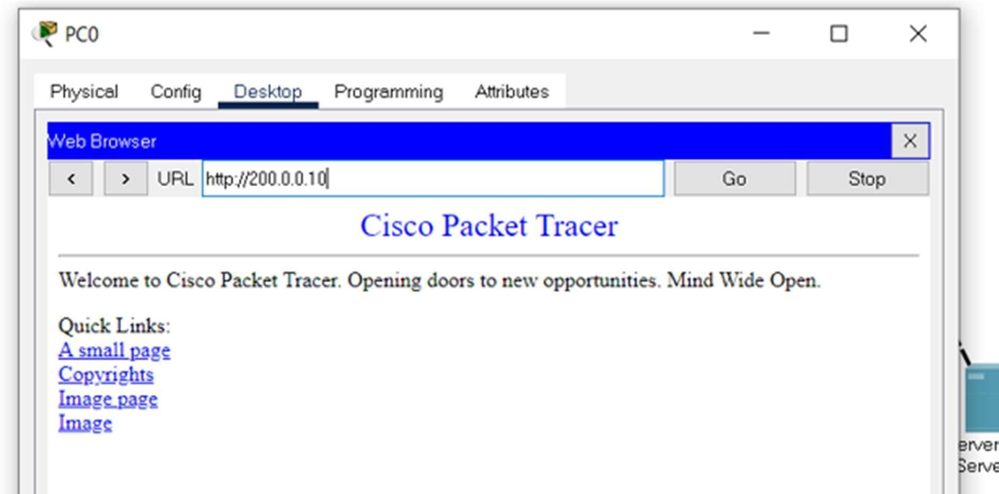 PC0
Physical Config Desktop Programming Attributes
Web Browser X
< > URL http://200.0.0.10 Go Stop
Cisco Packet Tracer
Welcome to Cisco Packet Tracer. Opening doors to new opportunities. Mind Wide Open.
Quick Links:
A small page
Copyrights
Image page
Image
erver
Serve